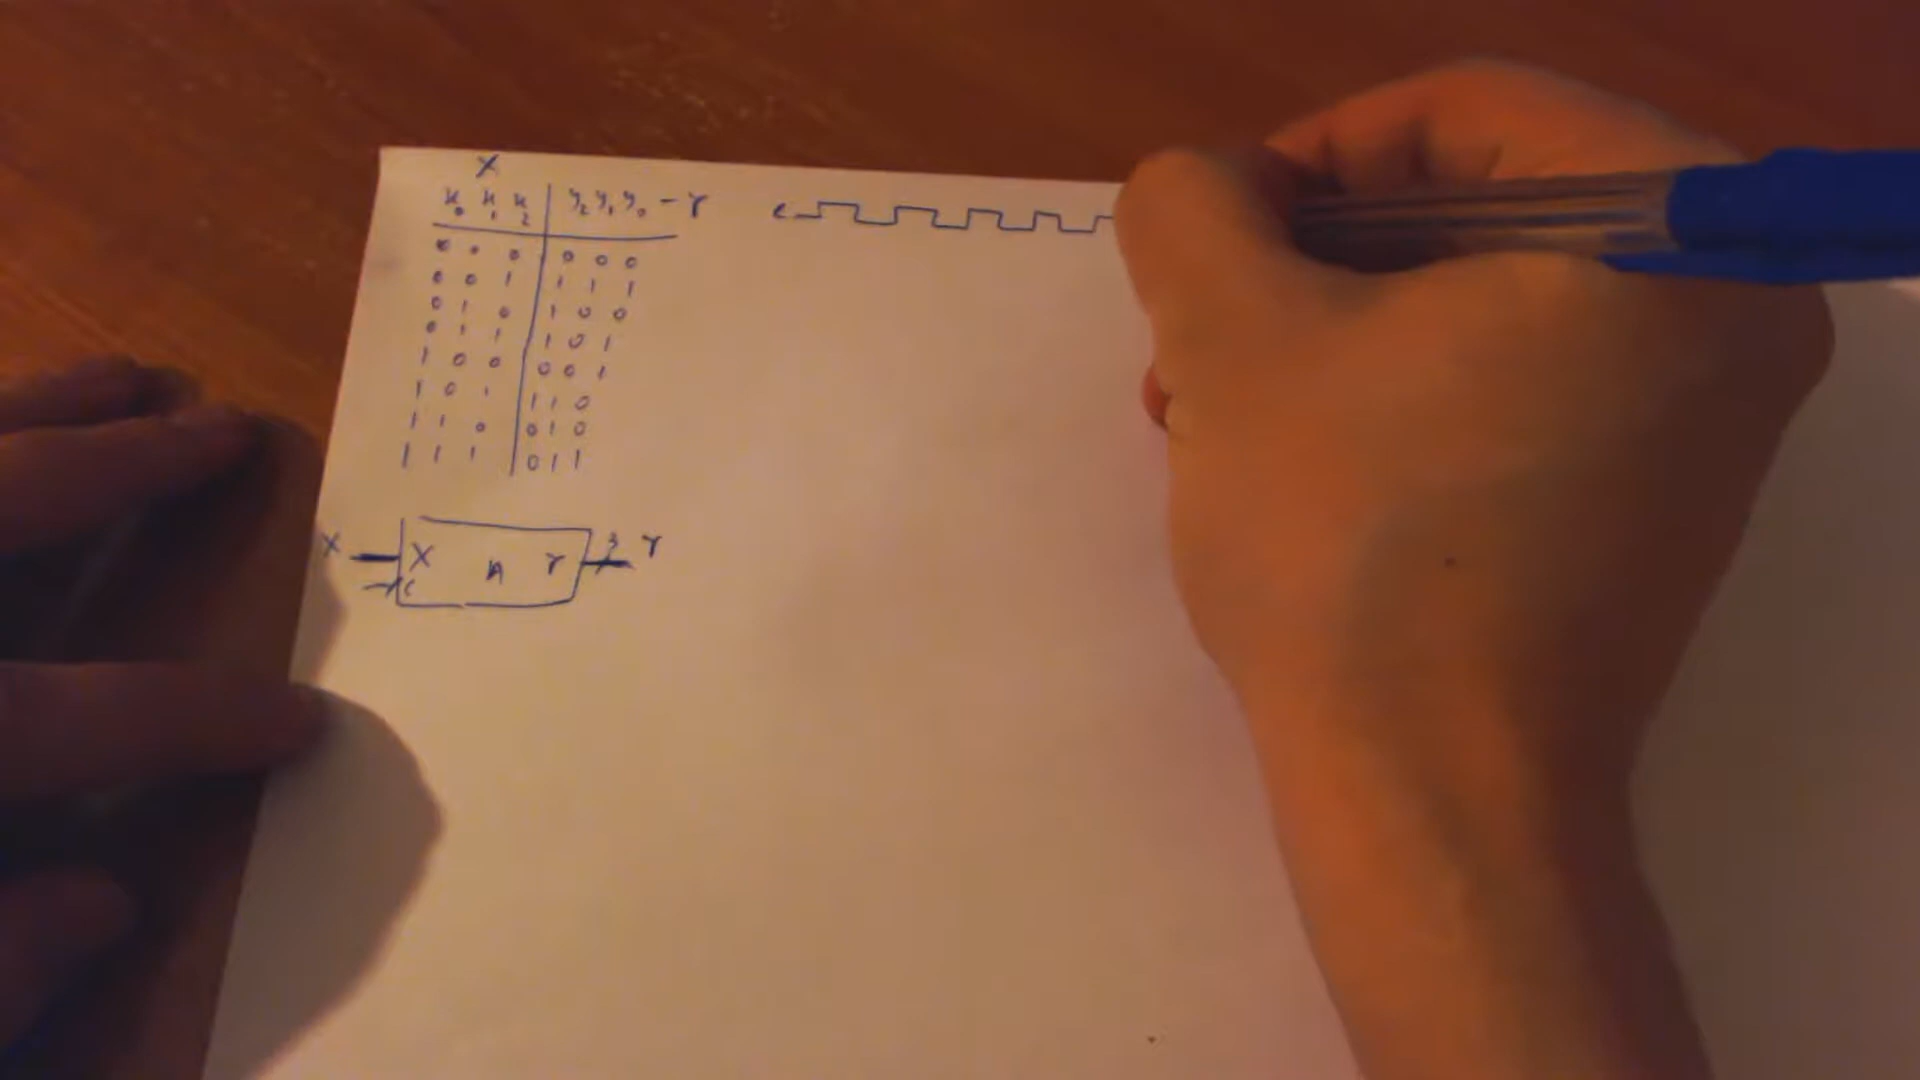 X
x₀ x₁ x₂ y₂ y₁ y₀ - Y
0 0 0 0 0 0
0 0 1 1 1 1
0 1 0 1 0 0
0 1 1 1 0 1
1 0 0 0 0 1
1 0 1 1 1 0
1 1 0 0 1 0
1 1 1 0 1 1
c
X X A Y 3 Y
c